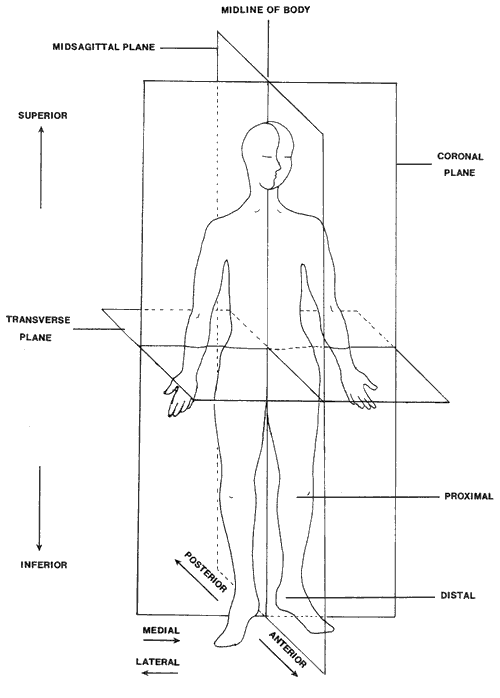 MIDLINE OF BODY
MIDSAGITTAL PLANE
SUPERIOR
CORONAL
PLANE
TRANSVERSE
PLANE
PROXIMAL
INFERIOR
POSTERIOR
DISTAL
MEDIAL
ANTERIOR
LATERAL